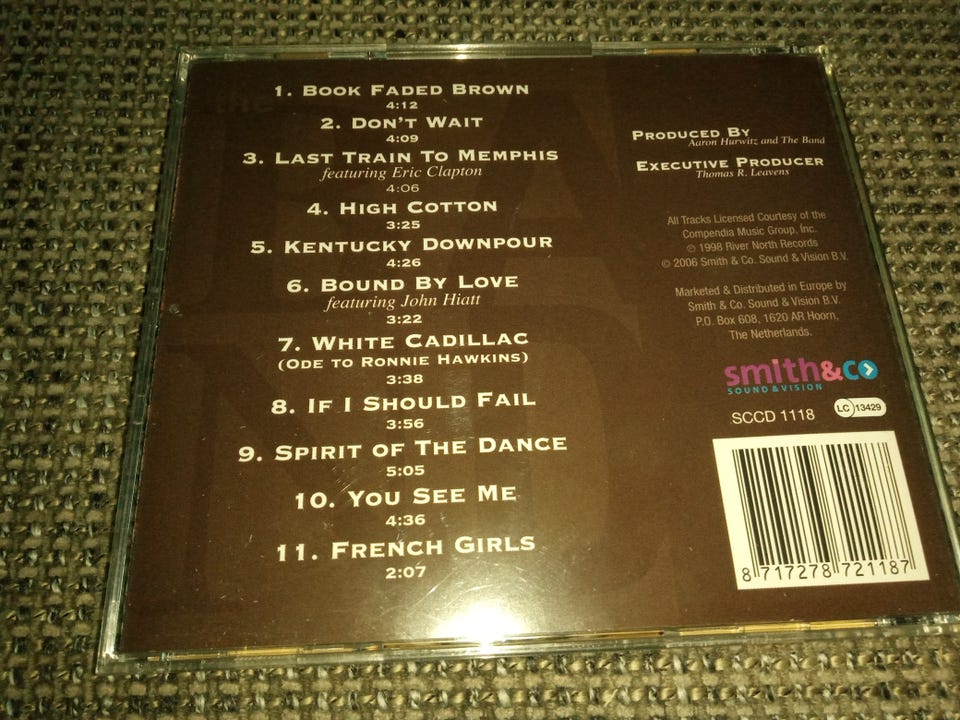 1. BOOK FADED BROWN
4:12
2. DON'T WAIT
4:09
3. LAST TRAIN TO MEMPHIS
featuring Eric Clapton
4:06
4. HIGH COTTON
3:25
5. KENTUCKY DOWNPOUR
4:26
6. BOUND BY LOVE
featuring John Hiatt
3:22
7. WHITE CADILLAC
(ODE TO RONNIE HAWKINS)
3:38
8. IF I SHOULD FAIL
3:56
9. SPIRIT OF THE DANCE
5:05
10. YOU SEE ME
4:36
11. FRENCH GIRLS
2:07
PRODUCED BY
Aaron Hurwitz and The Band
EXECUTIVE PRODUCER
Thomas R. Leavens
All Tracks Licensed Courtesy of the
Compendia Music Group, Inc.
℗ 1998 River North Records
© 2006 Smith & Co. Sound & Vision B.V.
Marketed & Distributed in Europe by
Smith & Co. Sound & Vision B.V.
P.O. Box 608, 1620 AR Hoorn,
The Netherlands.
smith&co
SOUND & VISION
SCCD 1118
LC 13429
8 717278 721187